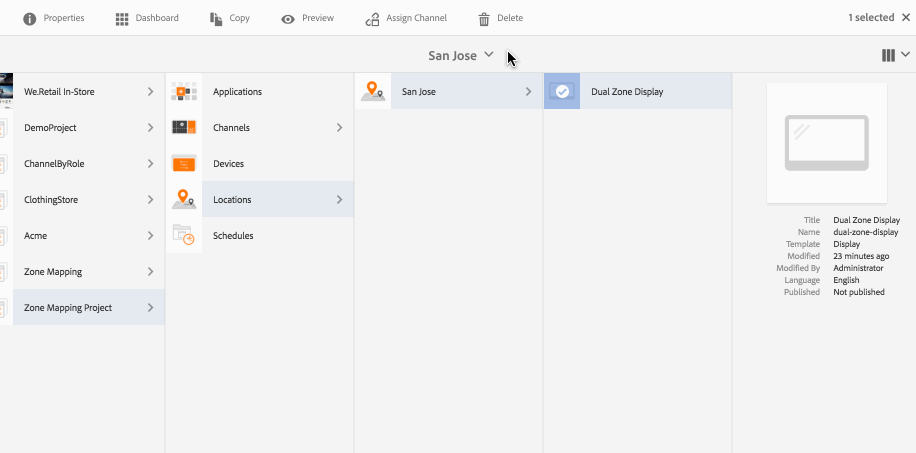 Properties Dashboard Copy Preview Assign Channel Delete 1 selected
San Jose
We.Retail In-Store
DemoProject
ChannelByRole
ClothingStore
Acme
Zone Mapping
Zone Mapping Project
Applications
Channels
Devices
Locations
Schedules
San Jose
Dual Zone Display
Title Dual Zone Display
Name dual-zone-display
Template Display
Modified 23 minutes ago
Modified By Administrator
Language English
Published Not published